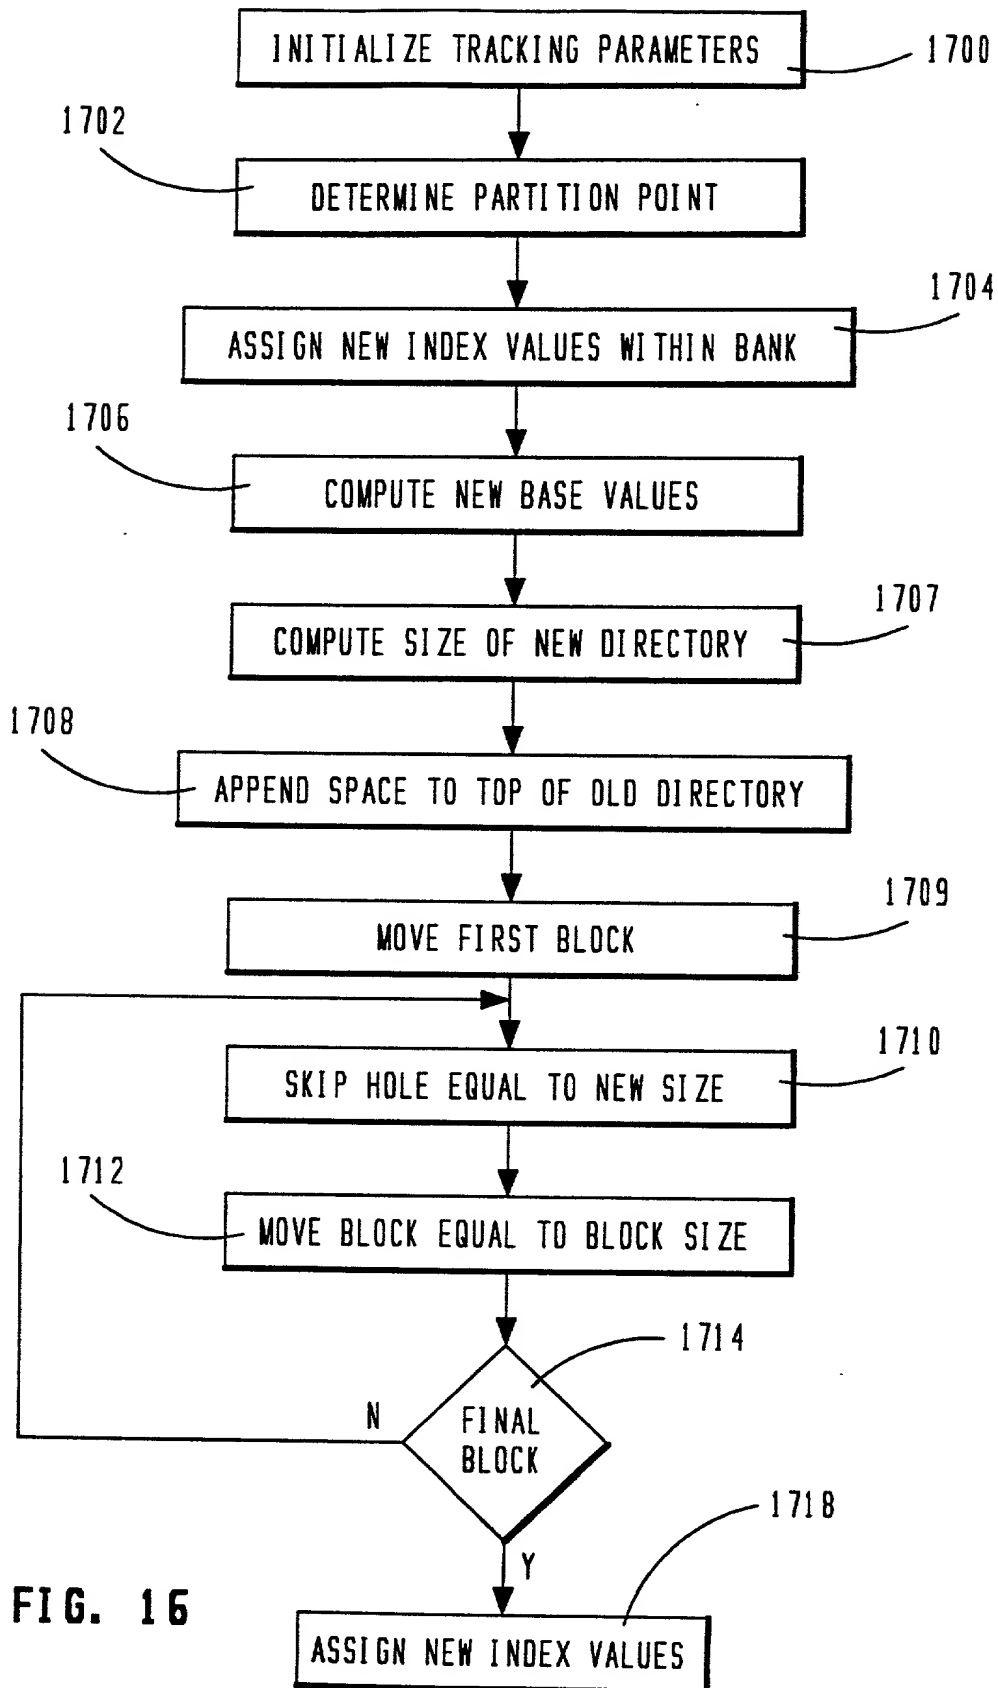 INITIALIZE TRACKING PARAMETERS
1700
1702
DETERMINE PARTITION POINT
1704
ASSIGN NEW INDEX VALUES WITHIN BANK
1706
COMPUTE NEW BASE VALUES
1707
COMPUTE SIZE OF NEW DIRECTORY
1708
APPEND SPACE TO TOP OF OLD DIRECTORY
1709
MOVE FIRST BLOCK
1710
SKIP HOLE EQUAL TO NEW SIZE
1712
MOVE BLOCK EQUAL TO BLOCK SIZE
1714
N
FINAL
BLOCK
1718
Y
FIG. 16
ASSIGN NEW INDEX VALUES